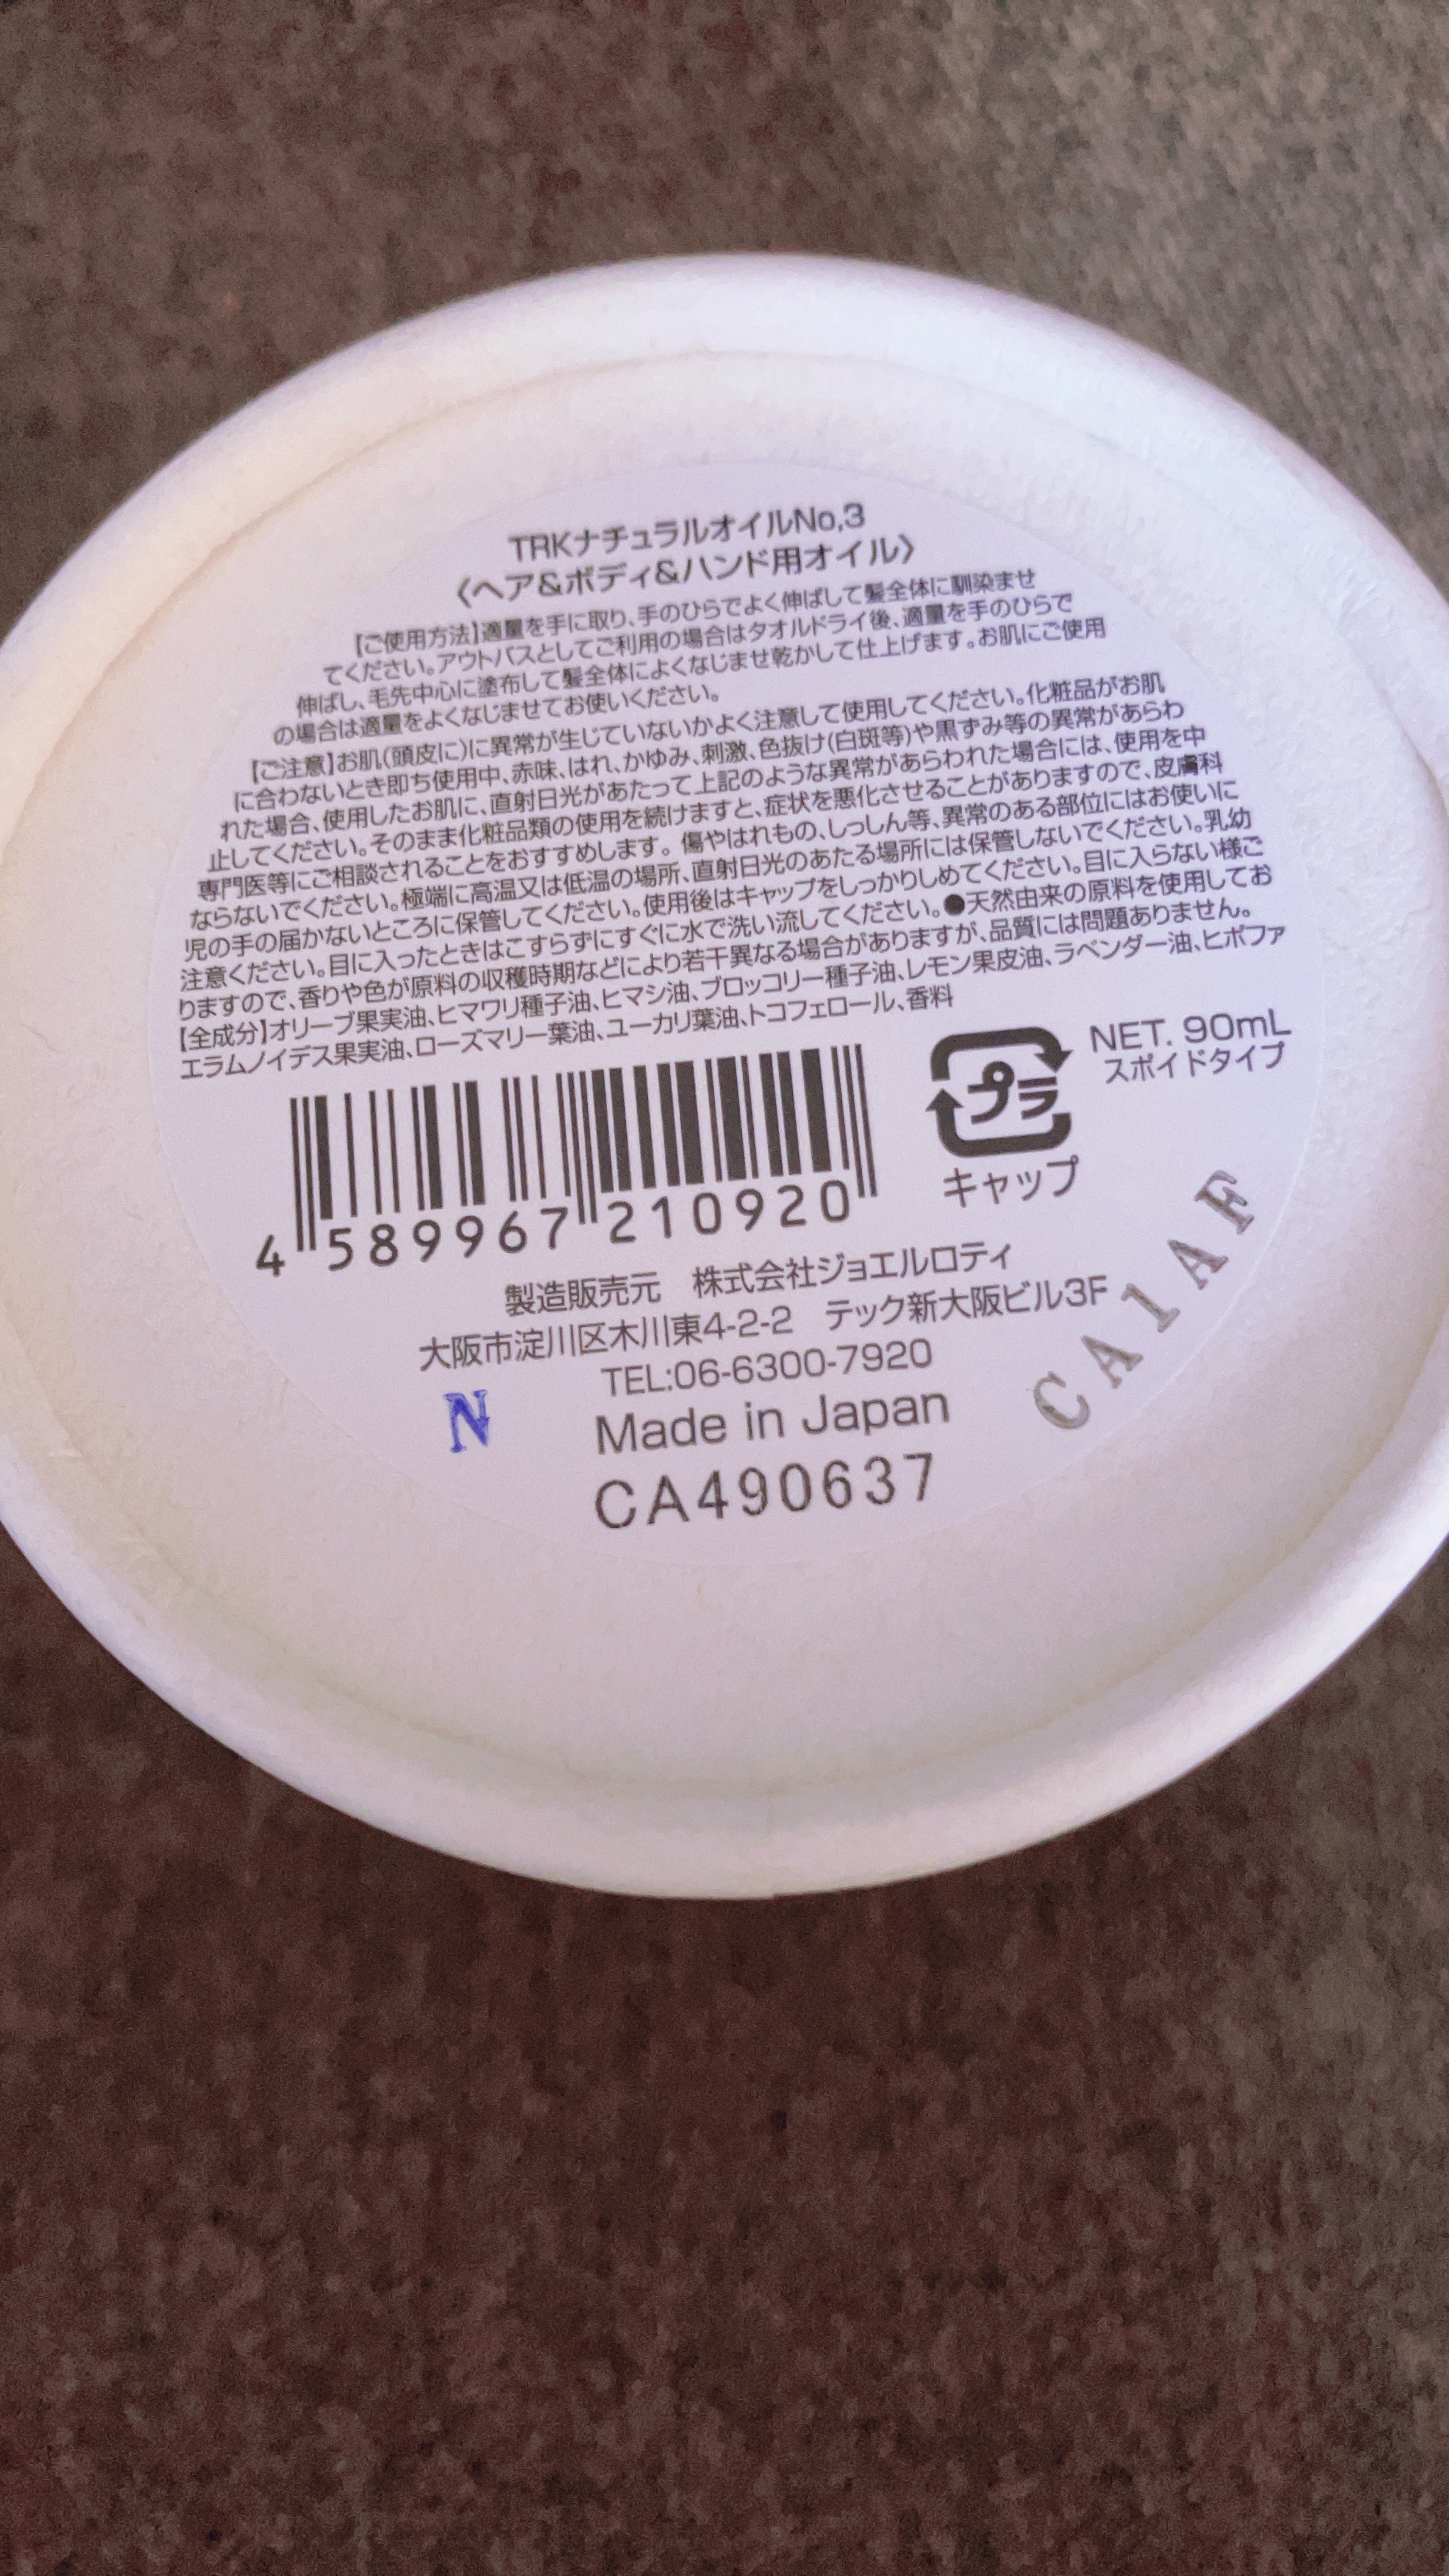 TRKナチュラルオイルNo,3
〈ヘア&ボディ&ハンド用オイル〉
【ご使用方法】適量を手に取り、手のひらでよく伸ばして髪全体に馴染ませ
てください。アウトバスとしてご利用の場合はタオルドライ後、適量を手のひらで
伸ばし、毛先中心に塗布して髪全体によくなじませ乾かして仕上げます。お肌にご使用
の場合は適量をよくなじませてお使いください。
【ご注意】お肌(頭皮に)に異常が生じていないかよく注意して使用してください。化粧品がお肌
に合わないとき即ち使用中、赤味、はれ、かゆみ、刺激、色抜け(白斑等)や黒ずみ等の異常があらわ
れた場合、使用したお肌に、直射日光があたって上記のような異常があらわれた場合には、使用を中
止してください。そのまま化粧品類の使用を続けますと、症状を悪化させることがありますので、皮膚科
専門医等にご相談されることをおすすめします。傷やはれもの、しっしん等、異常のある部位にはお使いに
ならないでください。極端に高温又は低温の場所、直射日光のあたる場所には保管しないでください。乳幼
児の手の届かないところに保管してください。使用後はキャップをしっかりしめてください。目に入らない様ご
注意ください。目に入ったときはこすらずにすぐに水で洗い流してください。●天然由来の原料を使用してお
りますので、香りや色が原料の収穫時期などにより若干異なる場合がありますが、品質には問題ありません。
【全成分】オリーブ果実油、ヒマワリ種子油、ヒマシ油、ブロッコリー種子油、レモン果皮油、ラベンダー油、ヒポファ
エラムノイデス果実油、ローズマリー葉油、ユーカリ葉油、トコフェロール、香料
NET. 90mL
スポイドタイプ
プラ
キャップ
4 589967 210920
製造販売元 株式会社ジョエルロティ
大阪市淀川区木川東4-2-2 テック新大阪ビル3F
TEL:06-6300-7920
Made in Japan
CA490637
N
CA1AF